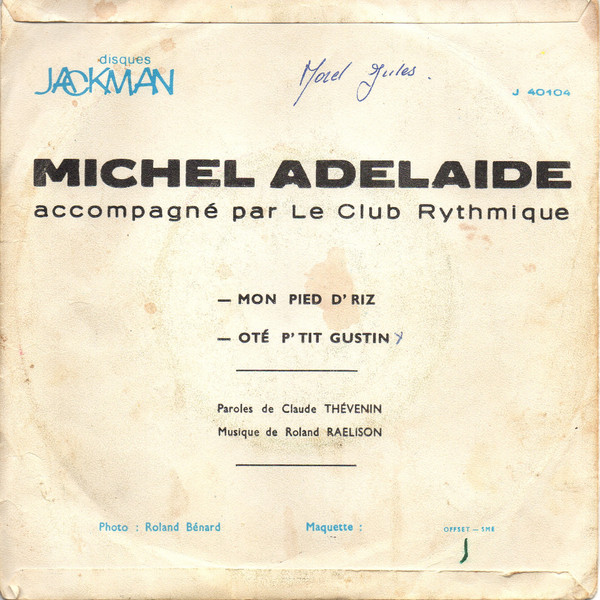 disques
JACKMAN
Morel Jules.
J 40104
MICHEL ADELAIDE
accompagné par Le Club Rythmique
— MON PIED D'RIZ
— OTÉ P'TIT GUSTIN
Paroles de Claude THÉVENIN
Musique de Roland RAELISON
Photo : Roland Bénard
Maquette :
OFFSET - SME